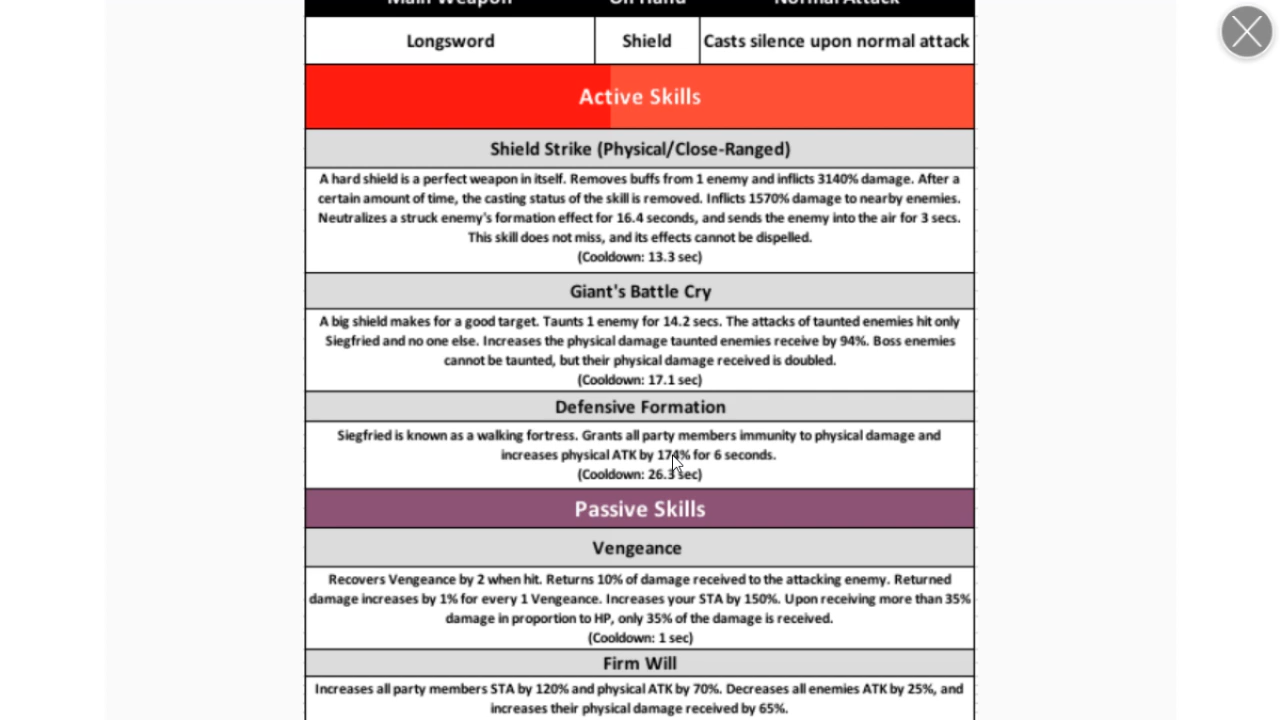 Main Weapon Off Hand Normal Attack
Longsword Shield Casts silence upon normal attack
Active Skills
Shield Strike (Physical/Close-Ranged)
A hard shield is a perfect weapon in itself. Removes buffs from 1 enemy and inflicts 3140% damage. After a
certain amount of time, the casting status of the skill is removed. Inflicts 1570% damage to nearby enemies.
Neutralizes a struck enemy's formation effect for 16.4 seconds, and sends the enemy into the air for 3 secs.
This skill does not miss, and its effects cannot be dispelled.
(Cooldown: 13.3 sec)
Giant's Battle Cry
A big shield makes for a good target. Taunts 1 enemy for 14.2 secs. The attacks of taunted enemies hit only
Siegfried and no one else. Increases the physical damage taunted enemies receive by 94%. Boss enemies
cannot be taunted, but their physical damage received is doubled.
(Cooldown: 17.1 sec)
Defensive Formation
Siegfried is known as a walking fortress. Grants all party members immunity to physical damage and
increases physical ATK by 174% for 6 seconds.
(Cooldown: 26.3 sec)
Passive Skills
Vengeance
Recovers Vengeance by 2 when hit. Returns 10% of damage received to the attacking enemy. Returned
damage increases by 1% for every 1 Vengeance. Increases your STA by 150%. Upon receiving more than 35%
damage in proportion to HP, only 35% of the damage is received.
(Cooldown: 1 sec)
Firm Will
Increases all party members STA by 120% and physical ATK by 70%. Decreases all enemies ATK by 25%, and
increases their physical damage received by 65%.